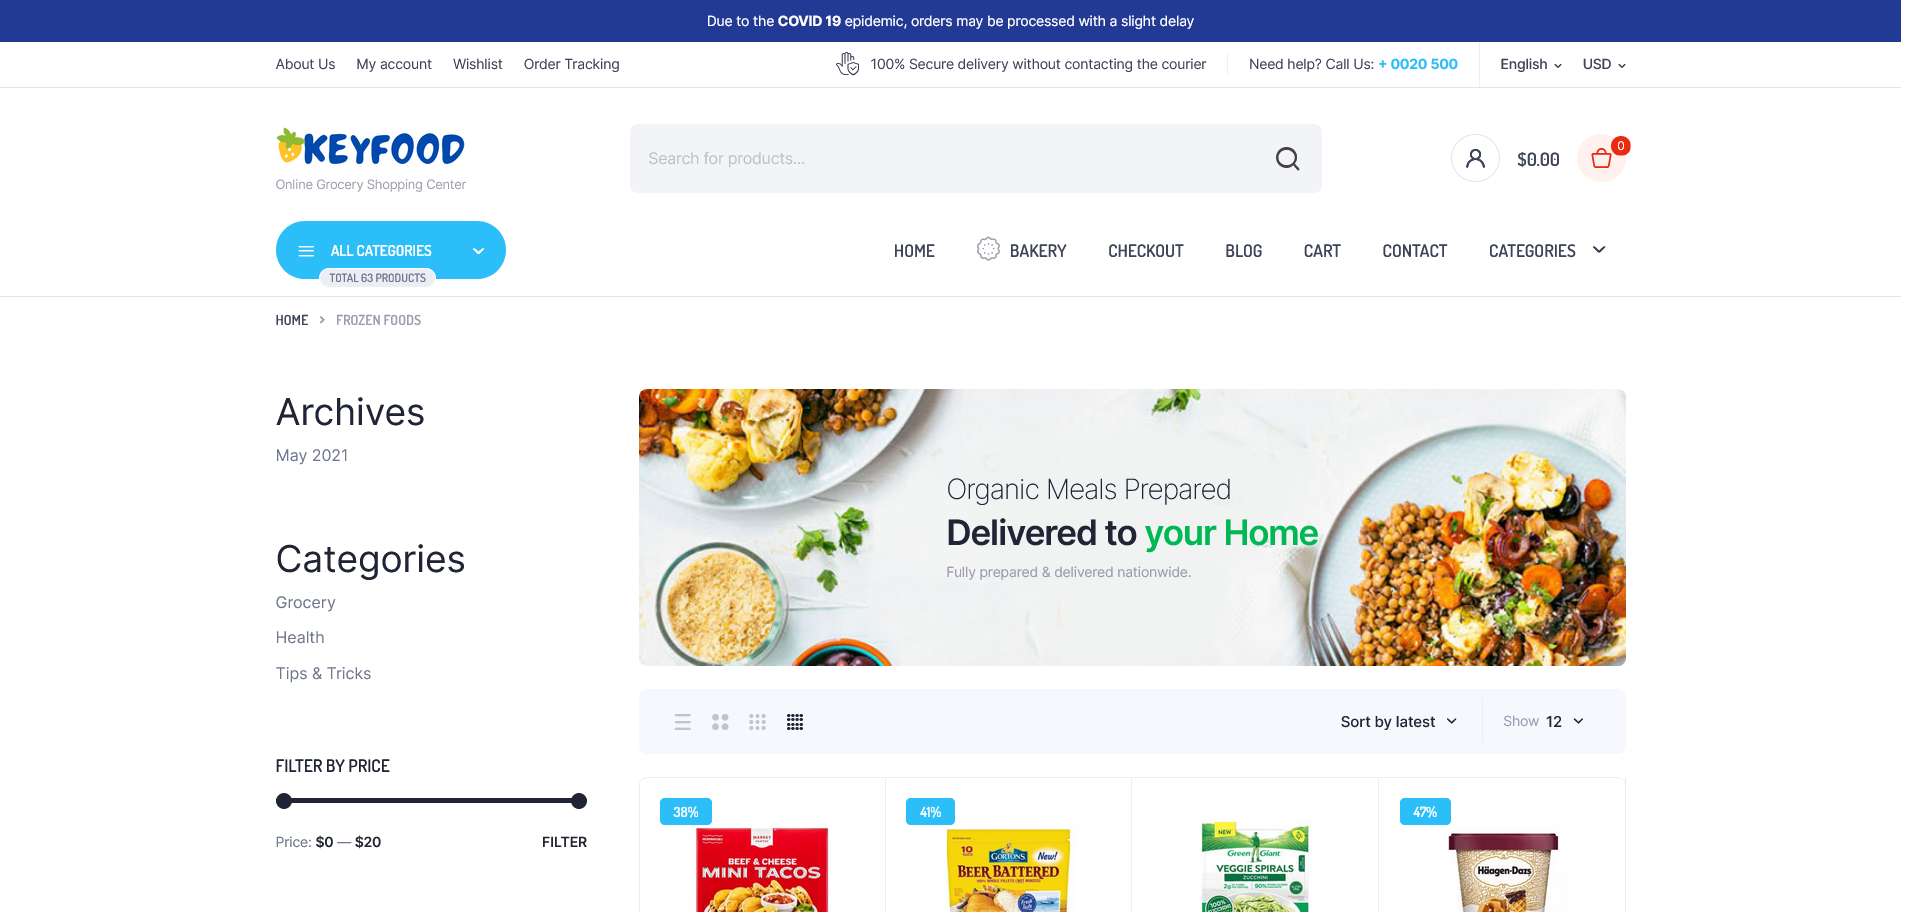 Due to the COVID 19 epidemic, orders may be processed with a slight delay
About Us My account Wishlist Order Tracking
100% Secure delivery without contacting the courier
Need help? Call Us: + 0020 500
English USD
KEYFOOD
Online Grocery Shopping Center
Search for products...
$0.00
0
ALL CATEGORIES
TOTAL 63 PRODUCTS
HOME BAKERY CHECKOUT BLOG CART CONTACT CATEGORIES
HOME > FROZEN FOODS
Archives
May 2021
Categories
Grocery
Health
Tips & Tricks
FILTER BY PRICE
Price: $0 — $20 FILTER
Organic Meals Prepared
Delivered to your Home
Fully prepared & delivered nationwide.
Sort by latest Show 12
38%
MARKET
BEEF & CHEESE
MINI TACOS
41%
10
GORTON'S
New!
BEER BATTERED
NEW
Green Giant
VEGGIE SPIRALS
ZUCCHINI
2g 90%
100%
47%
Häagen-Dazs